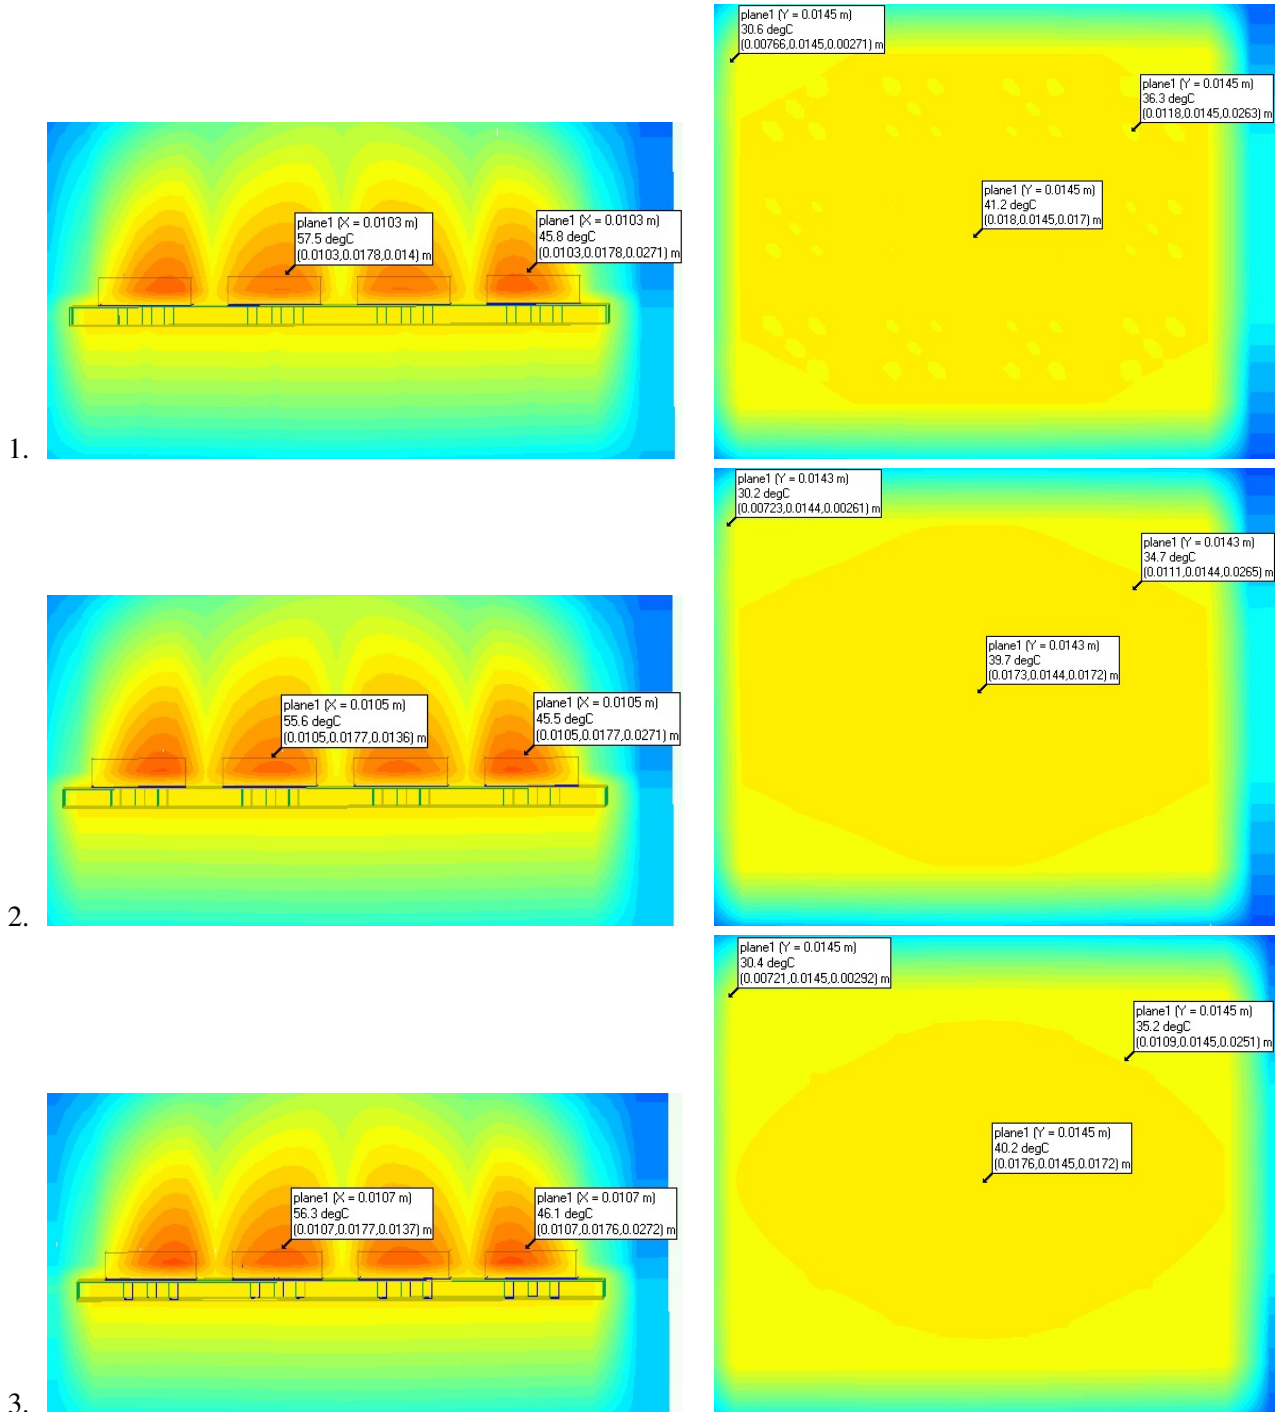 plane1 (Y = 0.0145 m)
30.6 degC
(0.00766,0.0145,0.00271) m
plane1 (Y = 0.0145 m)
36.3 degC
(0.0118,0.0145,0.0263) m
plane1 (Y = 0.0145 m)
41.2 degC
(0.018,0.0145,0.017) m
plane1 (X = 0.0103 m)
57.5 degC
(0.0103,0.0178,0.014) m
plane1 (X = 0.0103 m)
45.8 degC
(0.0103,0.0178,0.0271) m
1.
plane1 (Y = 0.0143 m)
30.2 degC
(0.00723,0.0144,0.00261) m
plane1 (Y = 0.0143 m)
34.7 degC
(0.0111,0.0144,0.0265) m
plane1 (Y = 0.0143 m)
39.7 degC
(0.0173,0.0144,0.0172) m
plane1 (X = 0.0105 m)
55.6 degC
(0.0105,0.0177,0.0136) m
plane1 (X = 0.0105 m)
45.5 degC
(0.0105,0.0177,0.0271) m
2.
plane1 (Y = 0.0145 m)
30.4 degC
(0.00721,0.0145,0.00292) m
plane1 (Y = 0.0145 m)
35.2 degC
(0.0109,0.0145,0.0251) m
plane1 (Y = 0.0145 m)
40.2 degC
(0.0176,0.0145,0.0172) m
plane1 (X = 0.0107 m)
56.3 degC
(0.0107,0.0177,0.0137) m
plane1 (X = 0.0107 m)
46.1 degC
(0.0107,0.0176,0.0272) m
3.